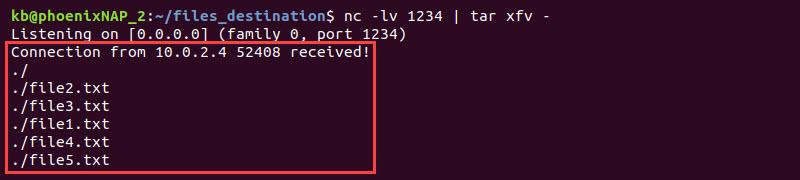 kb@phoenixNAP_2:~/files_destination$ nc -lv 1234 | tar xfv -
Listening on [0.0.0.0] (family 0, port 1234)
Connection from 10.0.2.4 52408 received!
./
./file2.txt
./file3.txt
./file1.txt
./file4.txt
./file5.txt